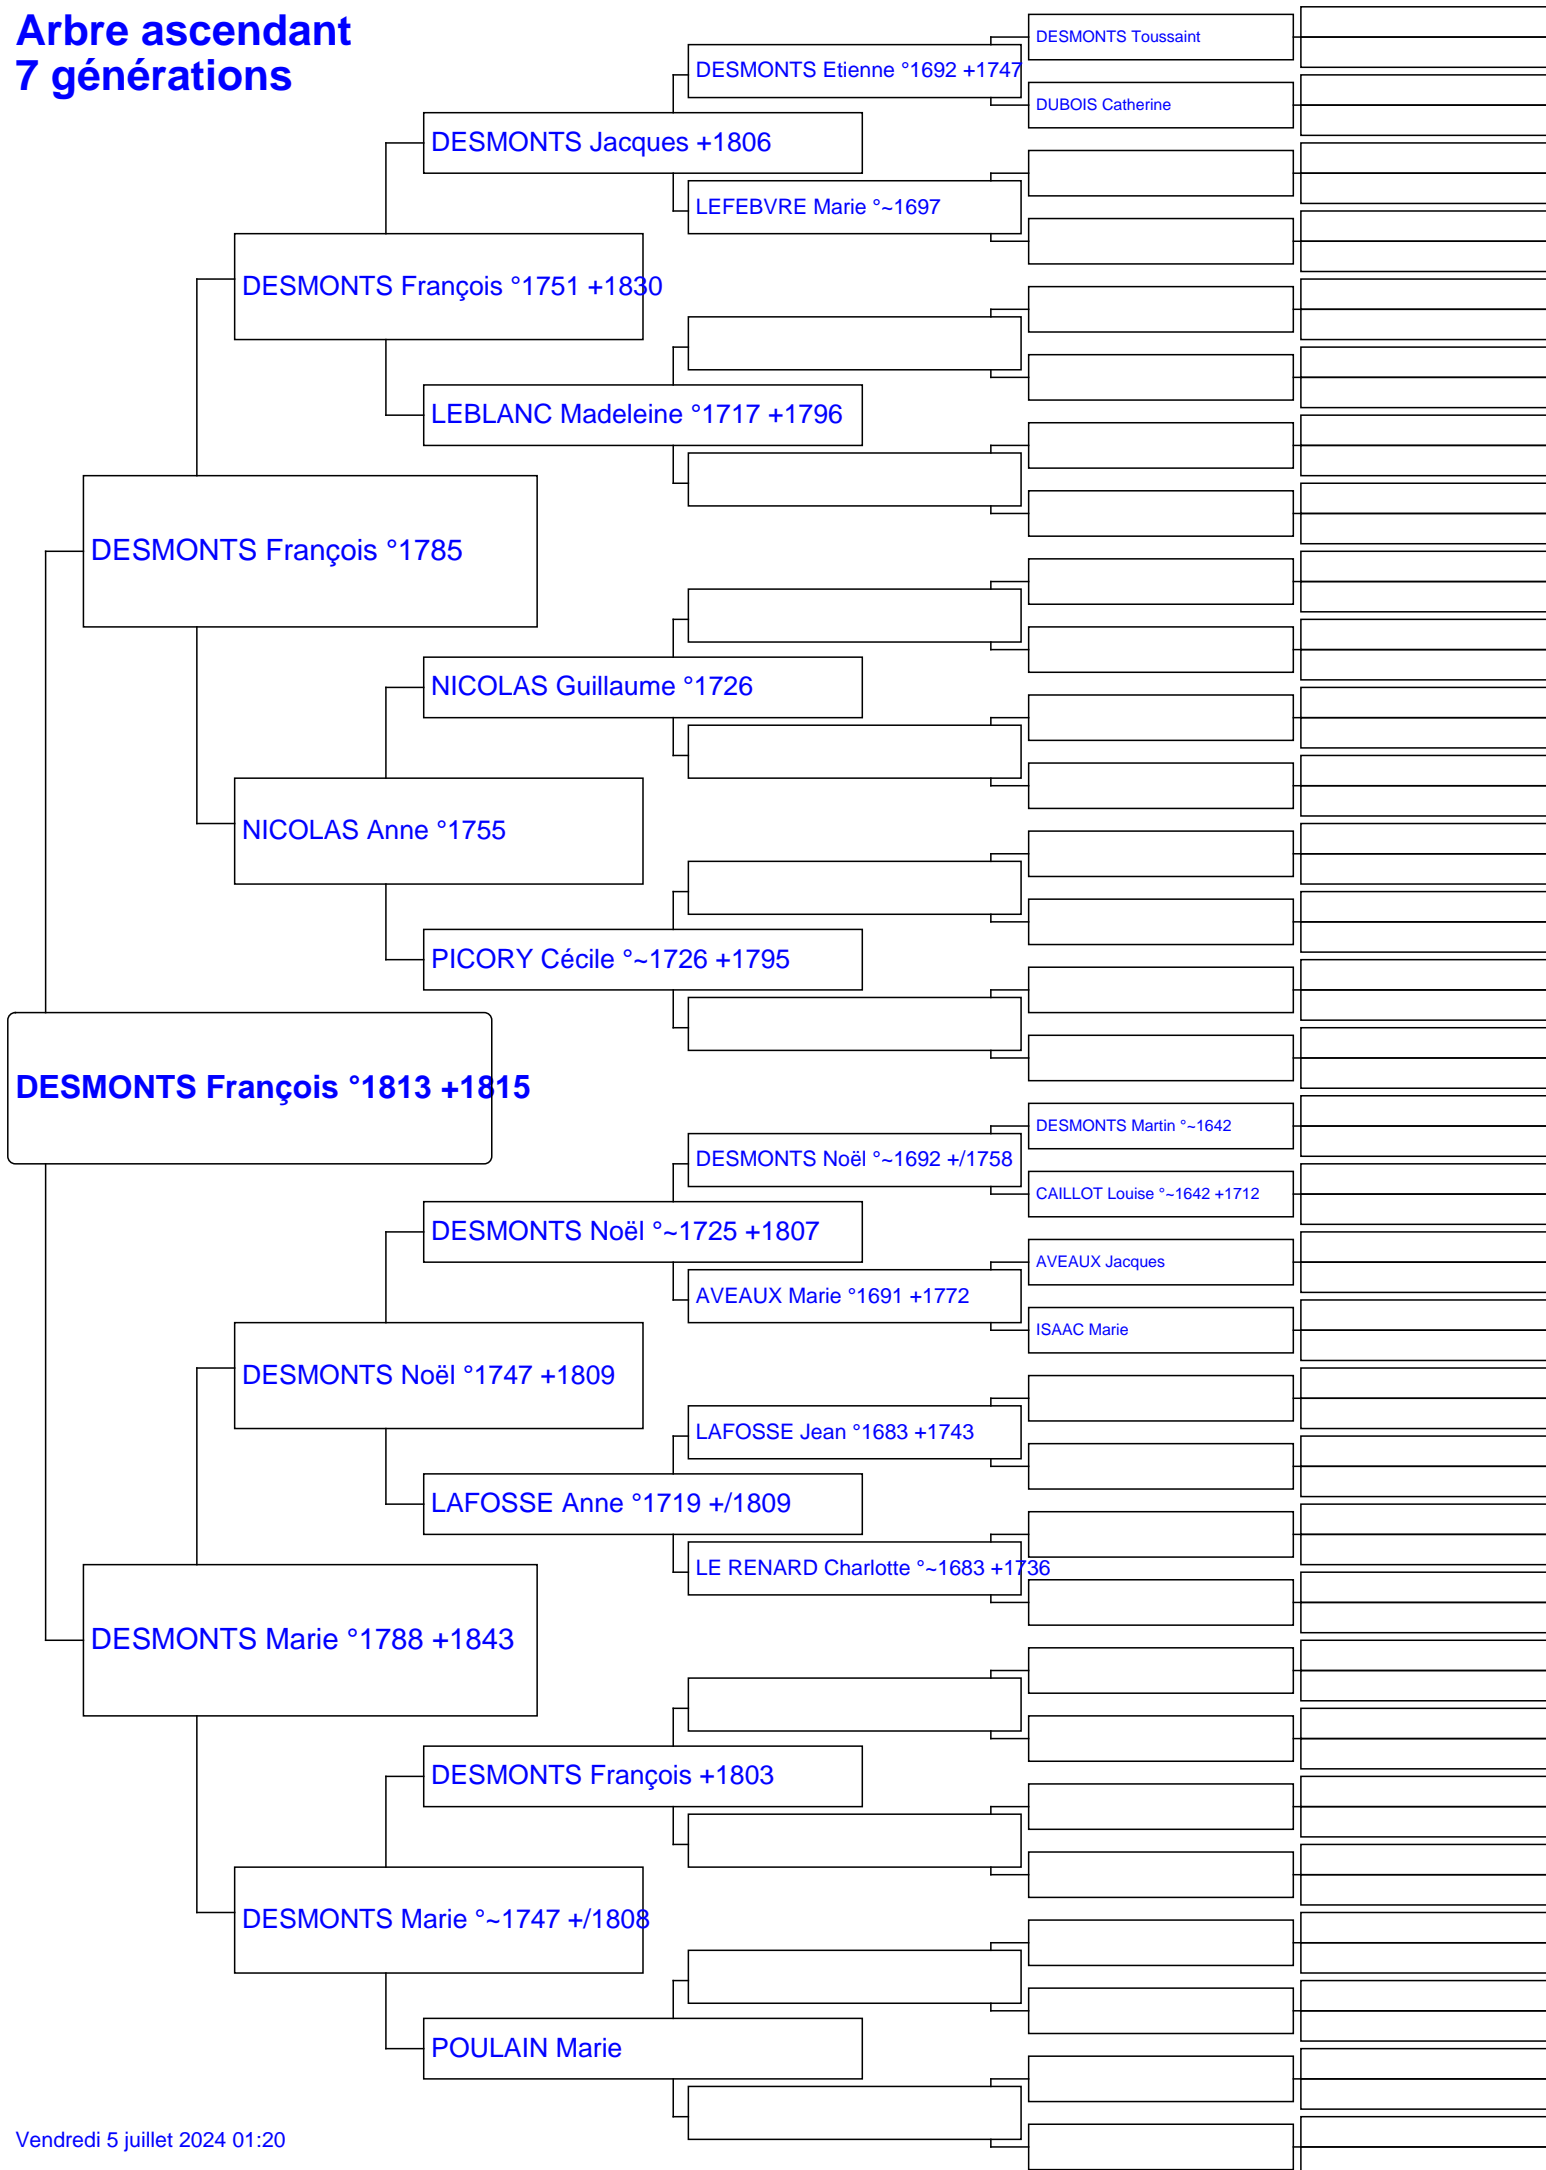 Arbre ascendant
7 générations
DESMONTS Toussaint
DESMONTS Etienne °1692 +1747
DUBOIS Catherine
DESMONTS Jacques +1806
LEFEBVRE Marie °~1697
DESMONTS François °1751 +1830
LEBLANC Madeleine °1717 +1796
DESMONTS François °1785
NICOLAS Guillaume °1726
NICOLAS Anne °1755
PICORY Cécile °~1726 +1795
DESMONTS François °1813 +1815
DESMONTS Martin °~1642
DESMONTS Noël °~1692 +/1758
CAILLOT Louise °~1642 +1712
DESMONTS Noël °~1725 +1807
AVEAUX Jacques
AVEAUX Marie °1691 +1772
ISAAC Marie
DESMONTS Noël °1747 +1809
LAFOSSE Jean °1683 +1743
LAFOSSE Anne °1719 +/1809
LE RENARD Charlotte °~1683 +1736
DESMONTS Marie °1788 +1843
DESMONTS François +1803
DESMONTS Marie °~1747 +/1808
POULAIN Marie
Vendredi 5 juillet 2024 01:20